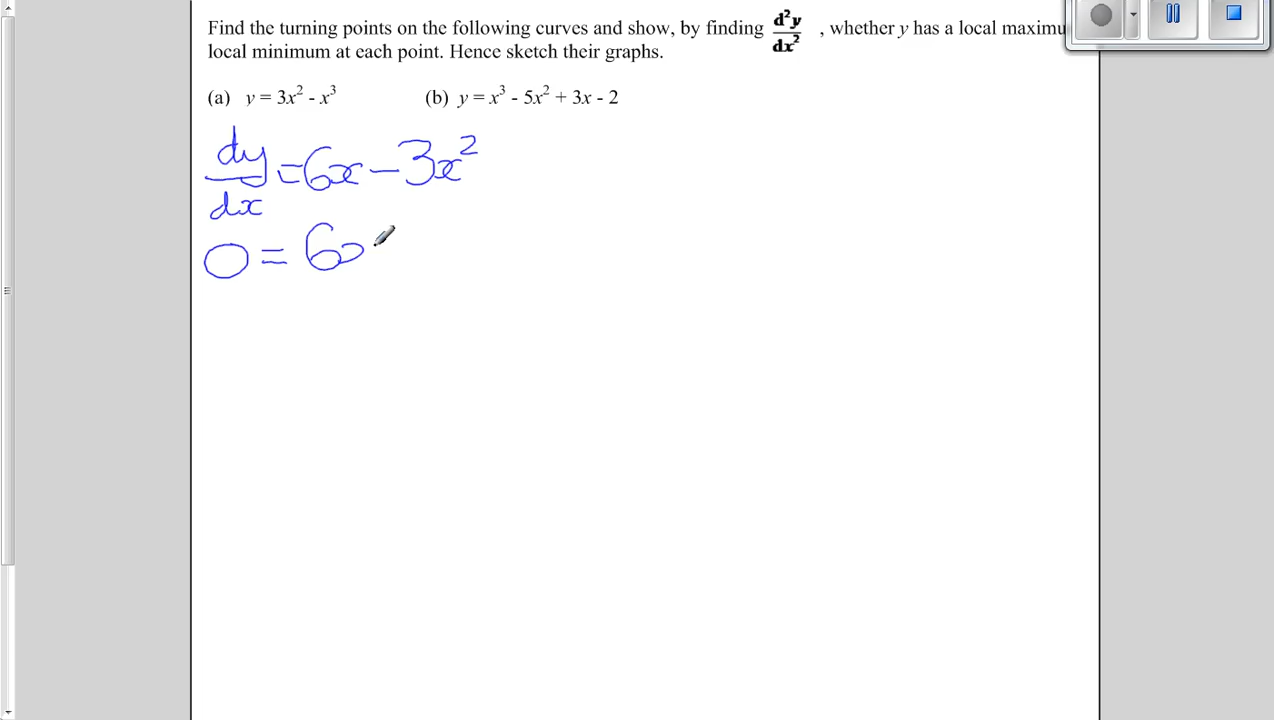 Find the turning points on the following curves and show, by finding d²y/dx² , whether y has a local maximu
local minimum at each point. Hence sketch their graphs.
(a) y = 3x² - x³ (b) y = x³ - 5x² + 3x - 2
dy/dx = 6x - 3x²
0 = 6